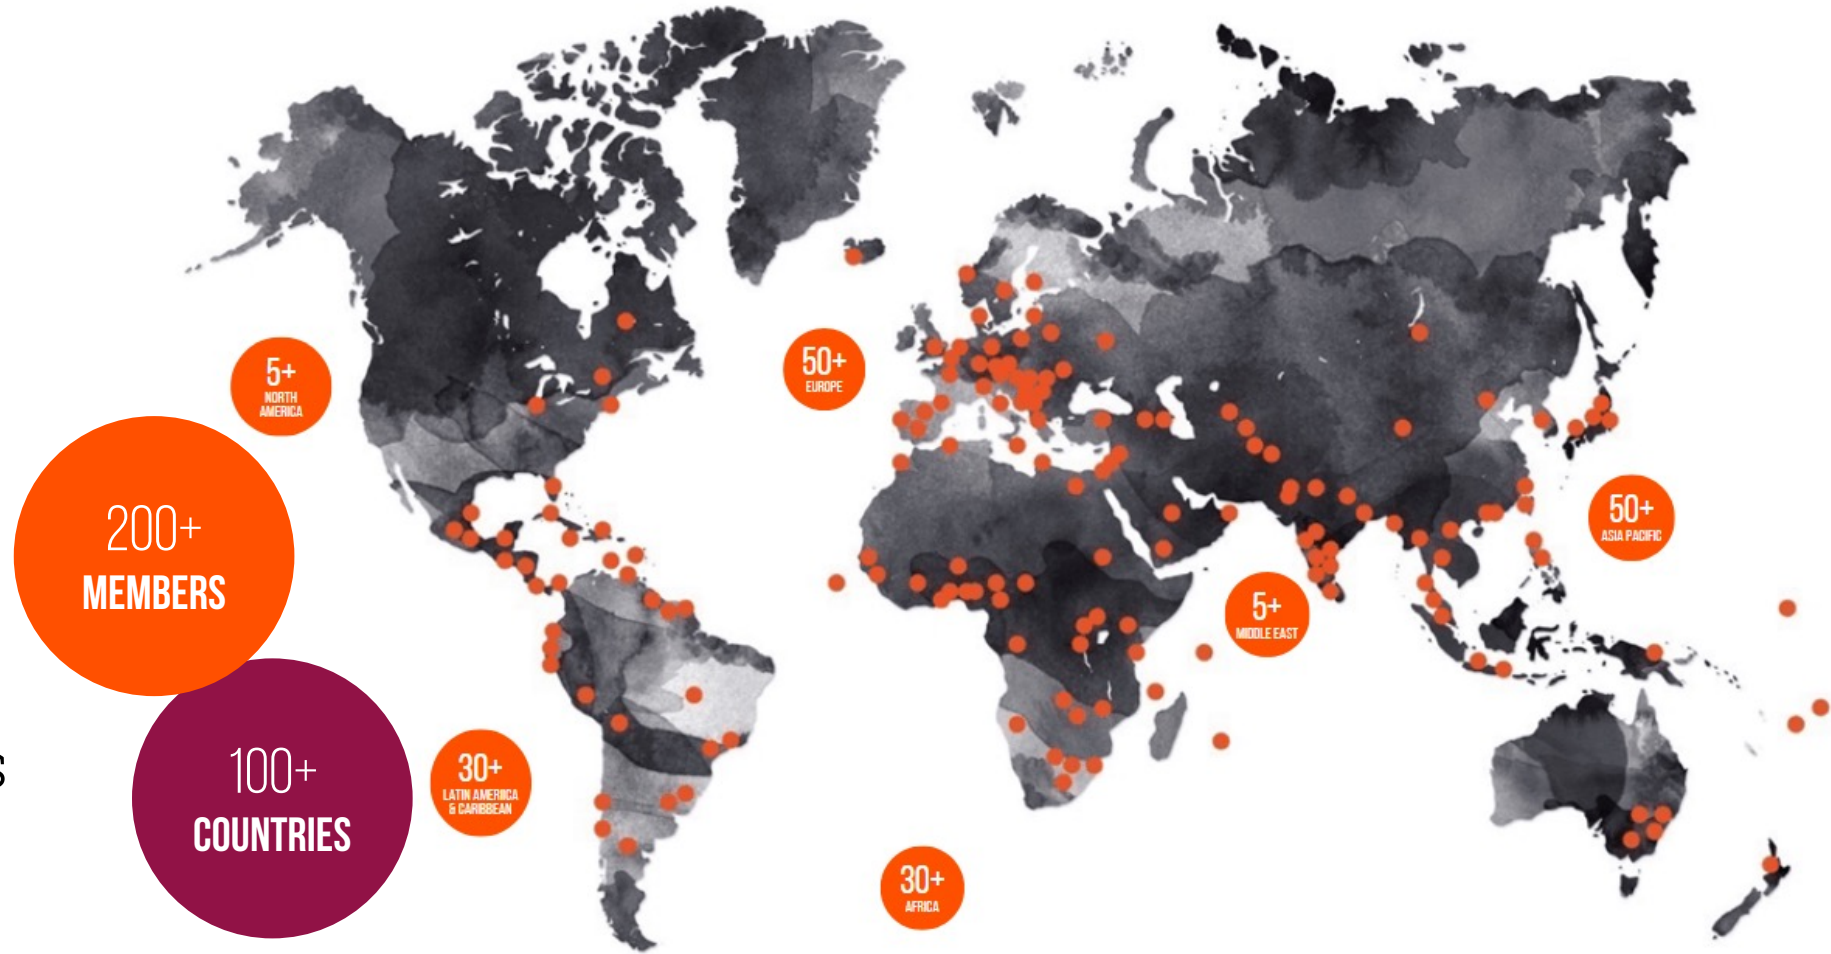 5+
NORTH
AMERICA
50+
EUROPE
200+
MEMBERS
50+
ASIA PACIFIC
5+
MIDDLE EAST
s
100+
COUNTRIES
30+
LATIN AMERIICA
& CARIBBEAN
30+
AFRICA